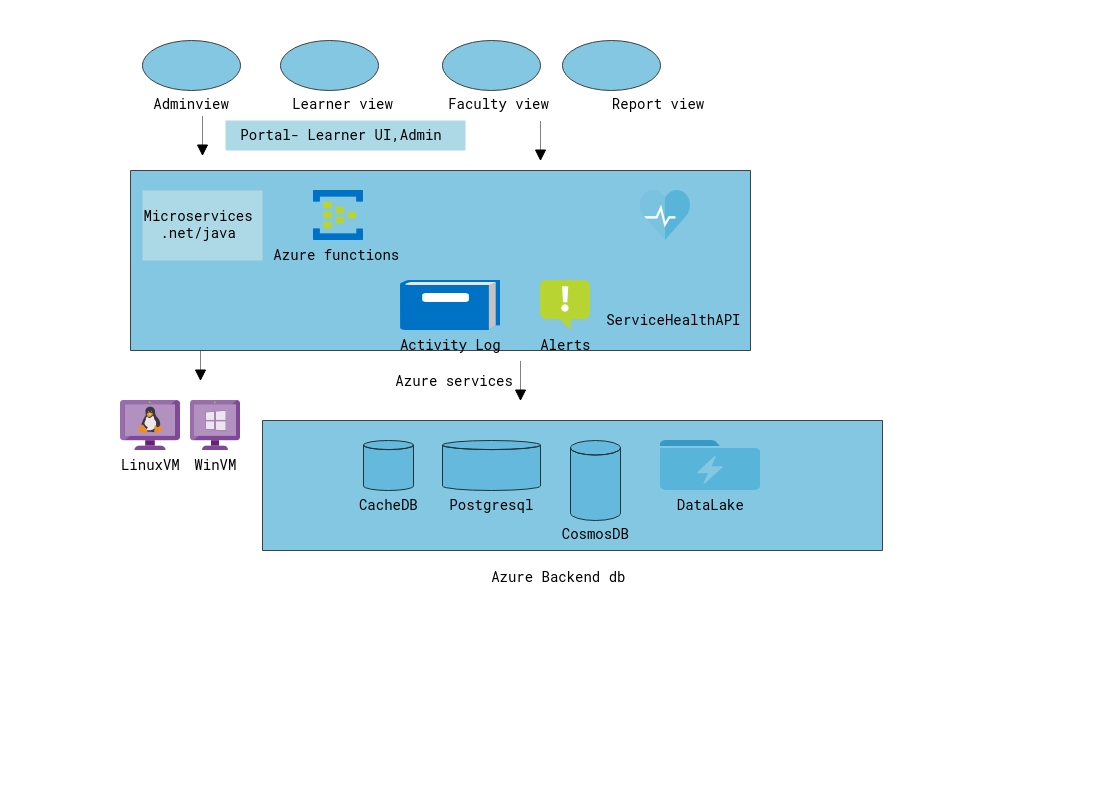 Adminview
Learner view
Faculty view
Report view
Portal- Learner UI,Admin
Microservices
.net/java
Azure functions
ServiceHealthAPI
Activity Log
Alerts
Azure services
LinuxVM
WinVM
CacheDB
Postgresql
DataLake
CosmosDB
Azure Backend db